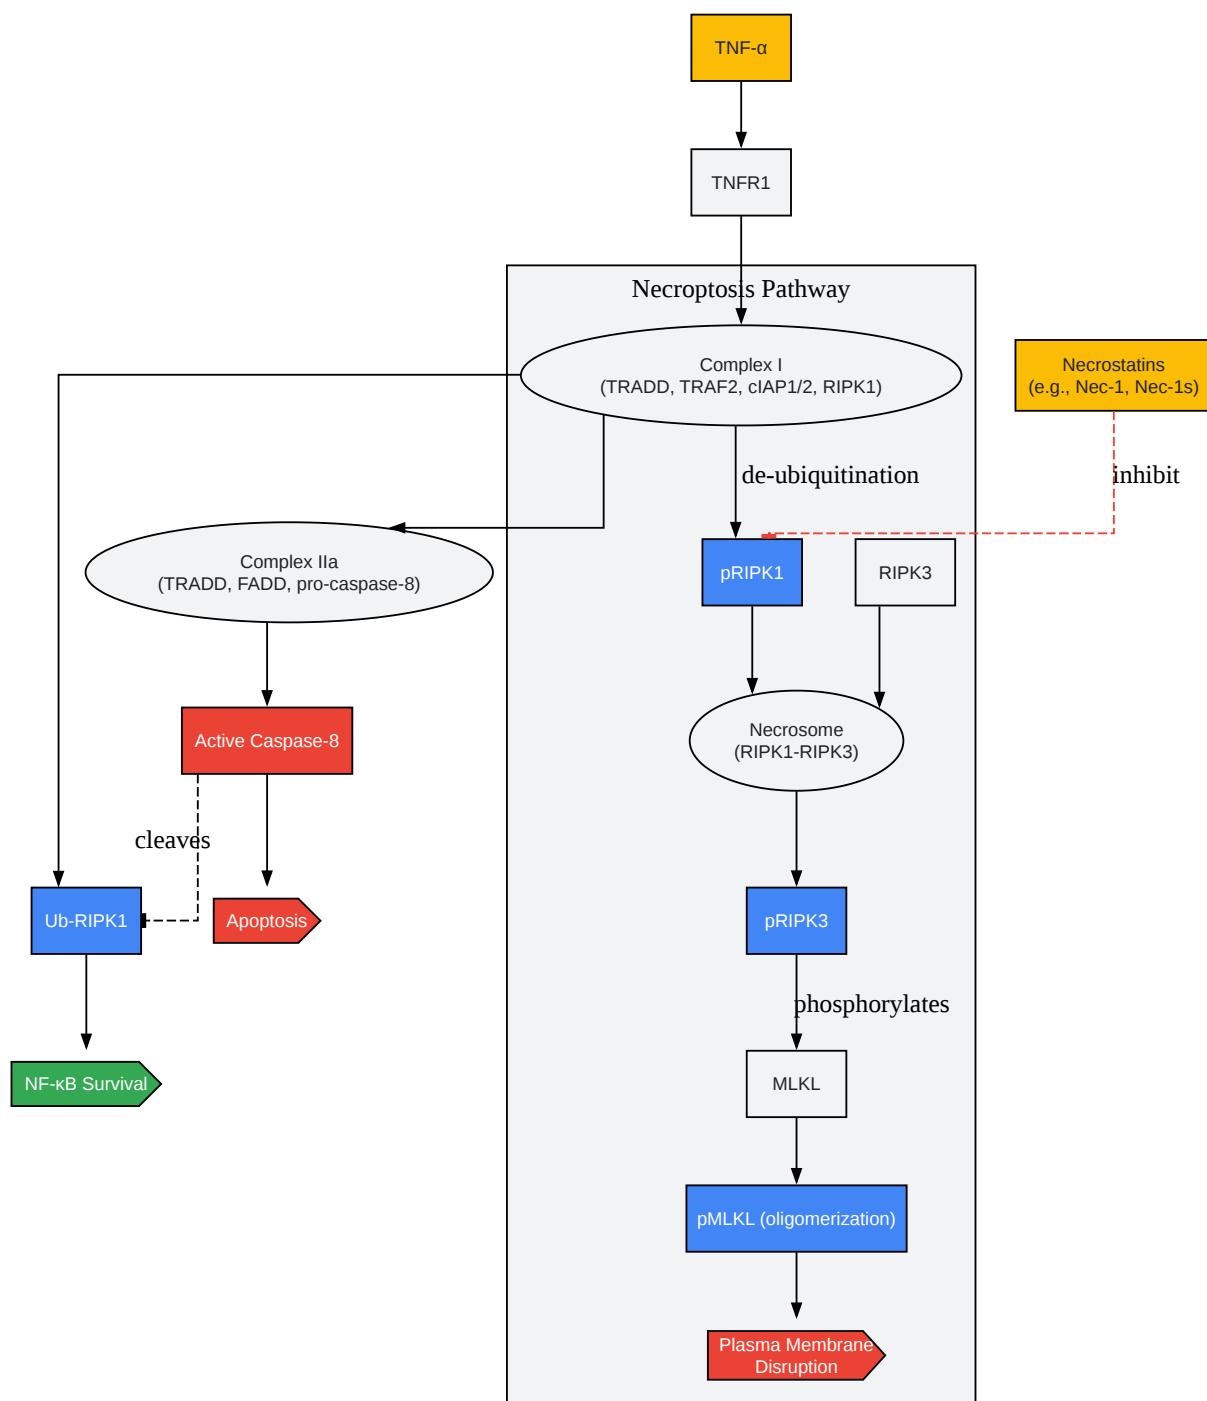 TNF-α
TNFR1
Necroptosis Pathway
Complex I
(TRADD, TRAF2, cIAP1/2, RIPK1)
Necrostatins
(e.g., Nec-1, Nec-1s)
de-ubiquitination
inhibit
Complex IIa
(TRADD, FADD, pro-caspase-8)
pRIPK1
RIPK3
Active Caspase-8
Necrosome
(RIPK1-RIPK3)
cleaves
Ub-RIPK1
Apoptosis
pRIPK3
phosphorylates
NF-κB Survival
MLKL
pMLKL (oligomerization)
Plasma Membrane
Disruption